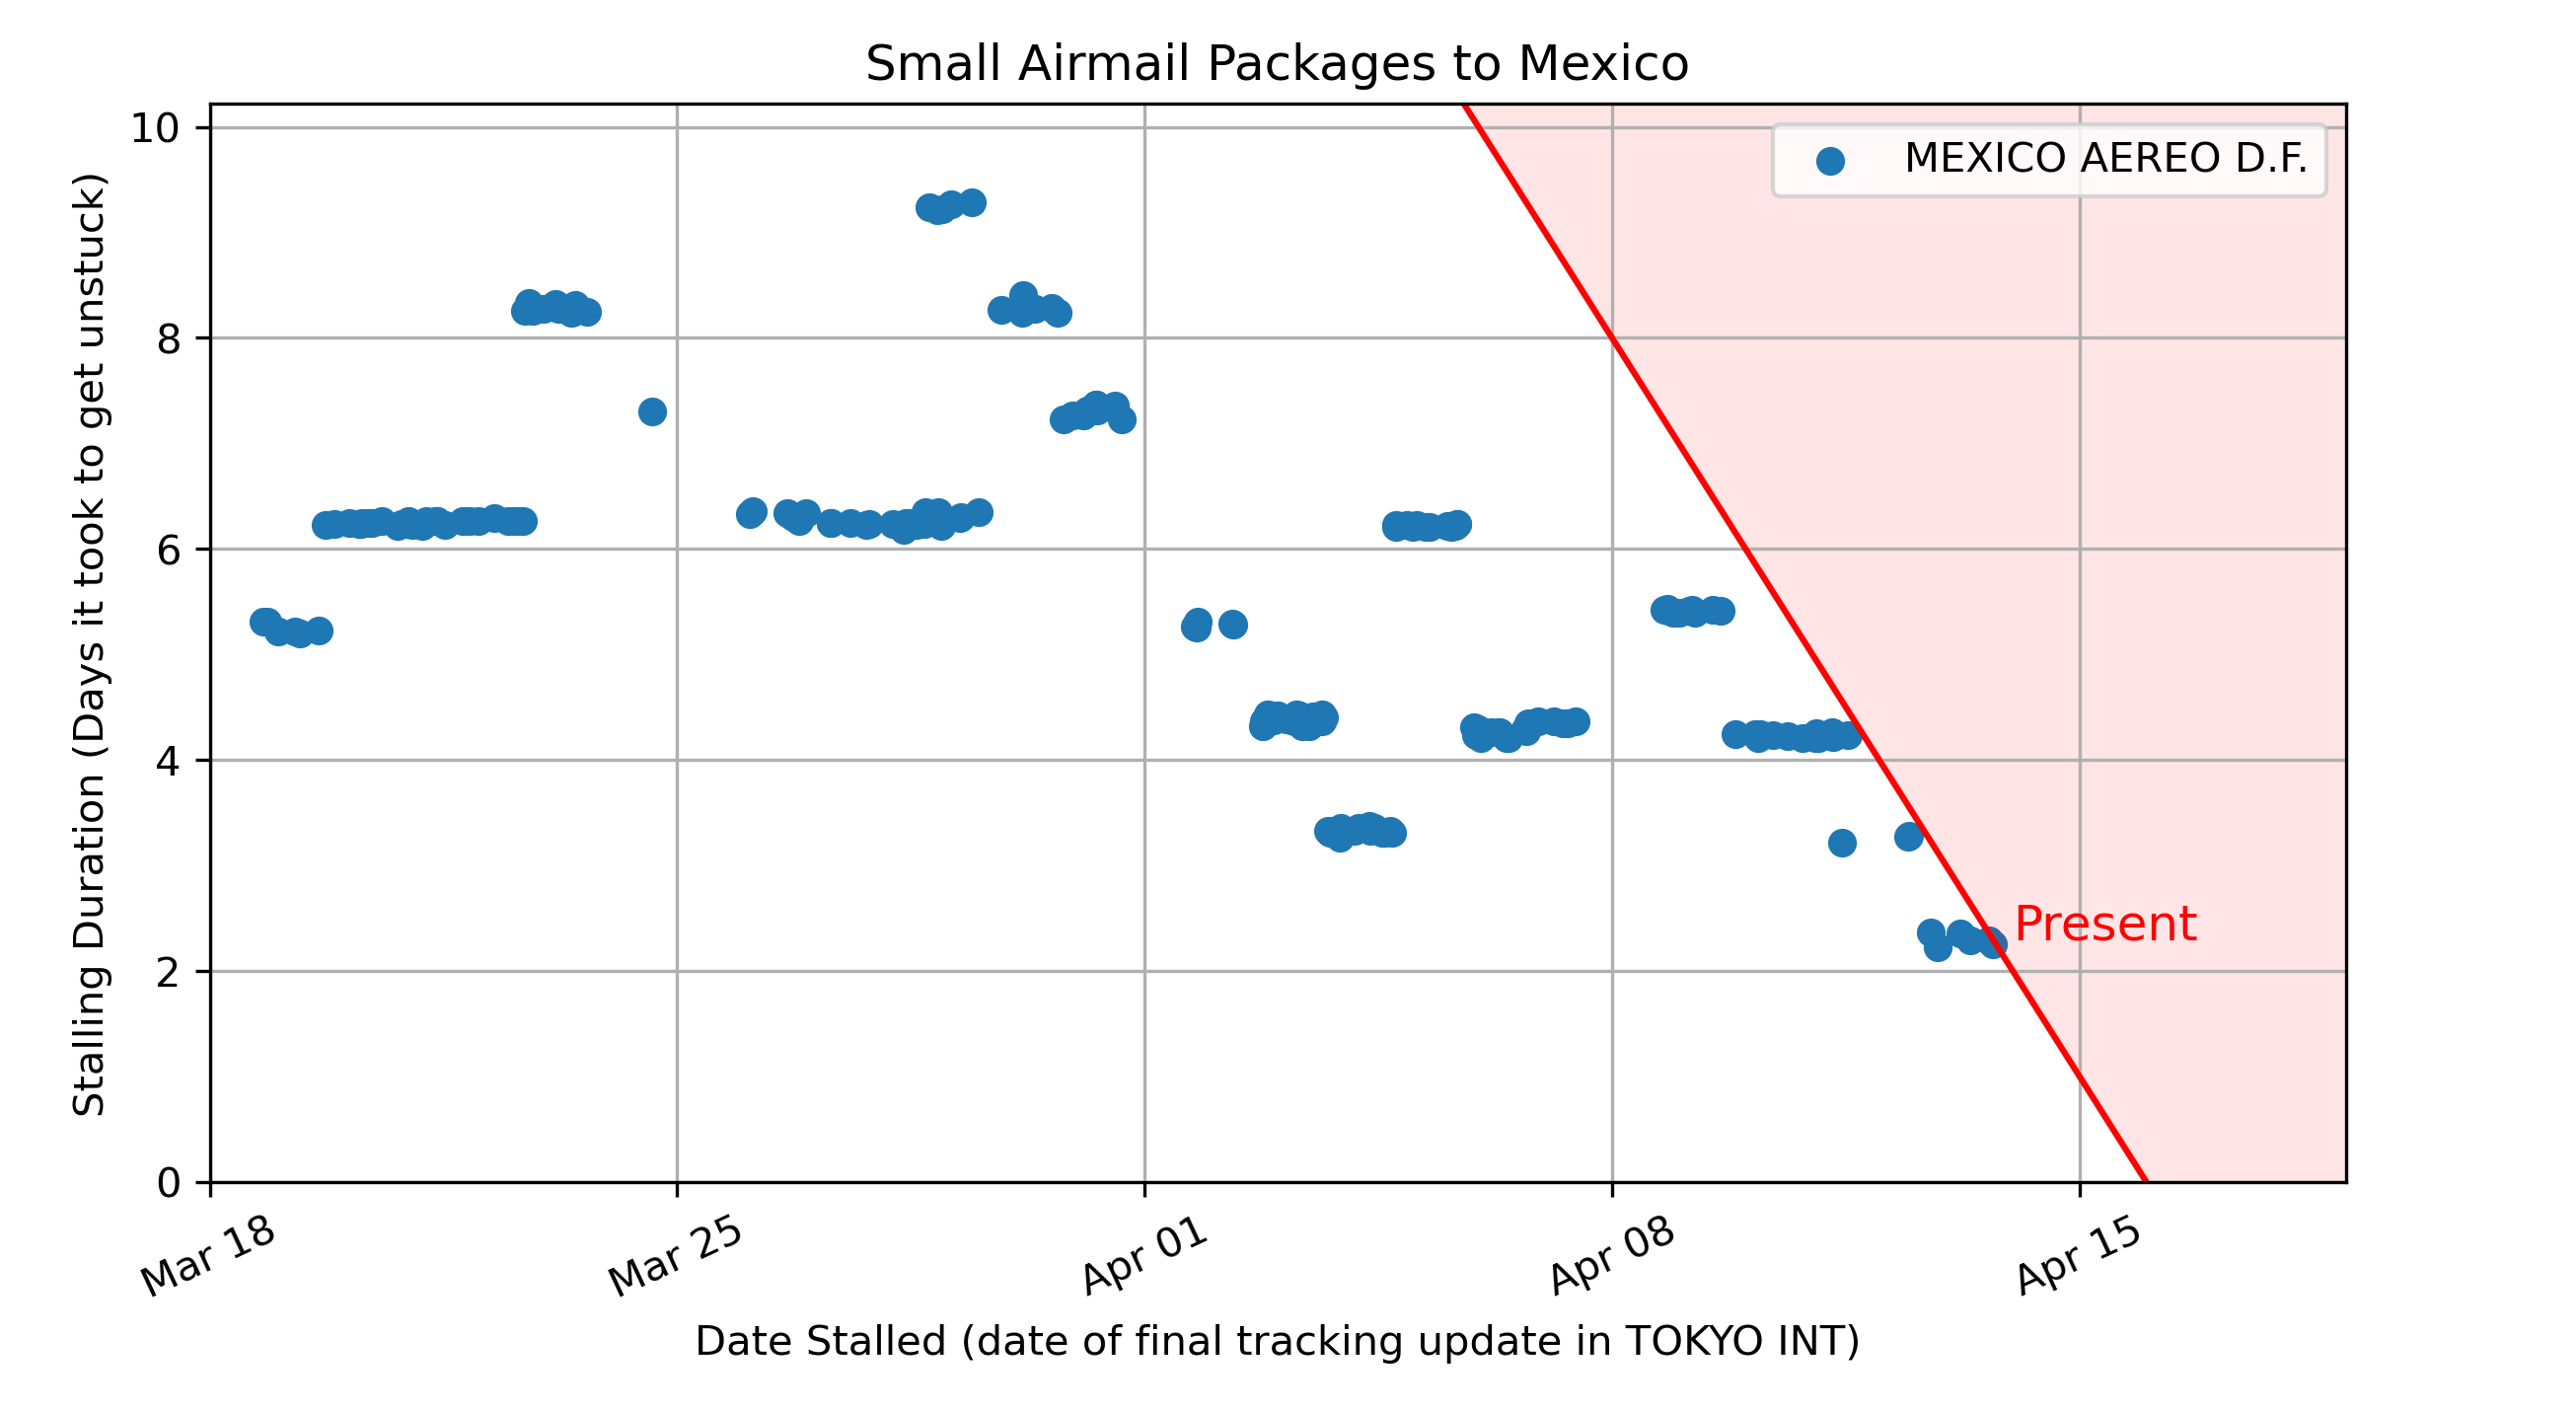 Small Airmail Packages to Mexico
Stalling Duration (Days it took to get unstuck)
10
8
6
4
2
0
MEXICO AEREO D.F.
Present
Mar 18
Mar 25
Apr 01
Apr 08
Apr 15
Date Stalled (date of final tracking update in TOKYO INT)